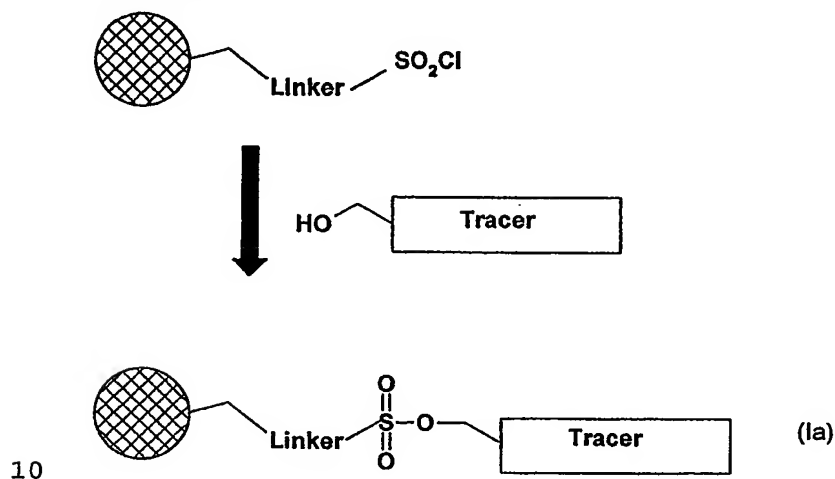 SO₂Cl
Linker
HO
Tracer
O
Linker
S
O
O
Tracer
(Ia)
10